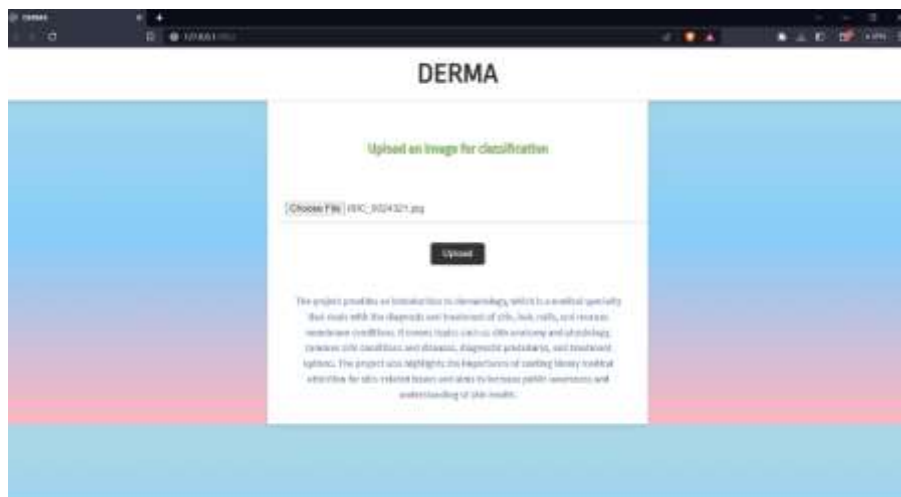 DERMA
DERMA
Upload an image for classification
Choose File ISIC_0024321.jpg
Upload
The project provides an introduction to dermatology, which is a medical specialty
that deals with the diagnosis and treatment of skin, hair, nails, and mucous
membrane conditions. It covers topics such as skin anatomy and physiology,
common skin conditions and diseases, diagnostic procedures, and treatment
options. The project also highlights the importance of seeking timely medical
attention for skin-related issues and aims to increase public awareness and
understanding of skin health.